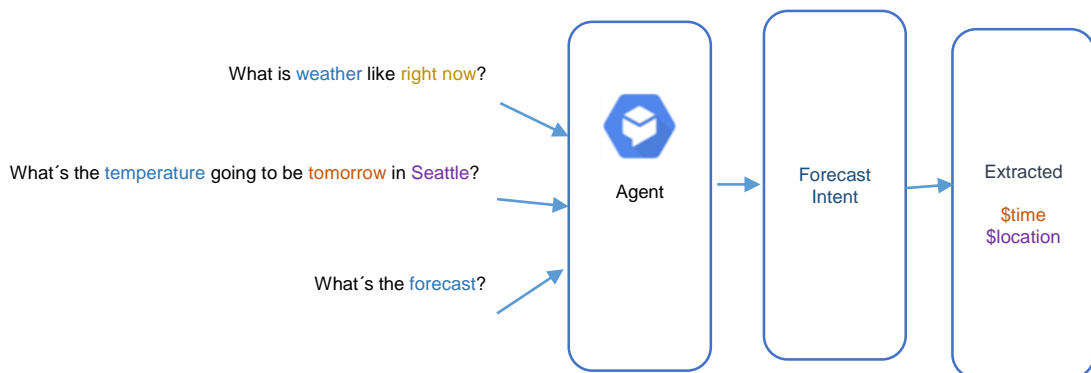 What is weather like right now?
What´s the temperature going to be tomorrow in Seattle?
What´s the forecast?
Agent
Forecast
Intent
Extracted
$time
$location